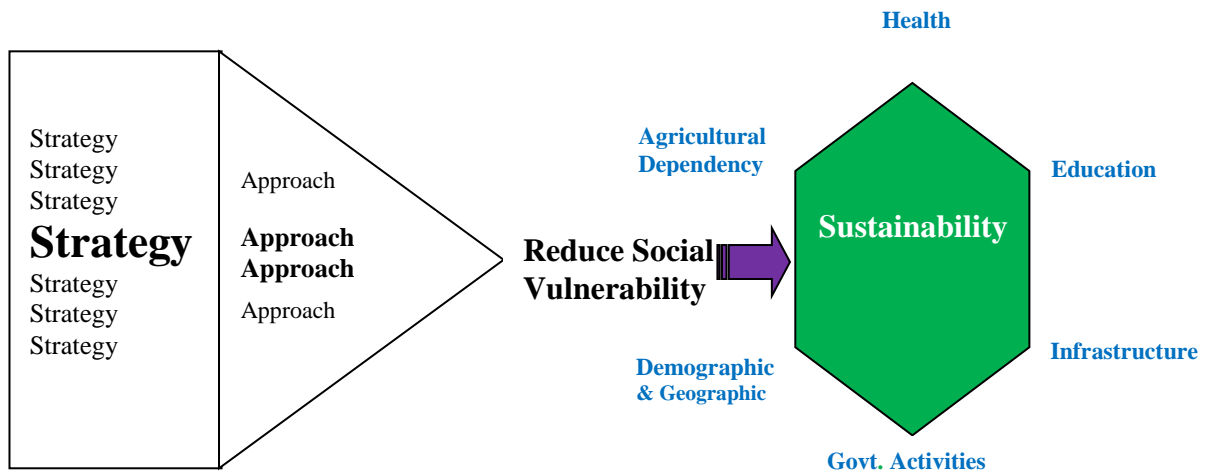 Strategy
Strategy
Strategy
Strategy
Strategy
Strategy
Strategy
Approach
Approach
Approach
Approach
Reduce Social
Vulnerability
Health
Agricultural
Dependency
Education
Sustainability
Infrastructure
Demographic
& Geographic
Govt. Activities